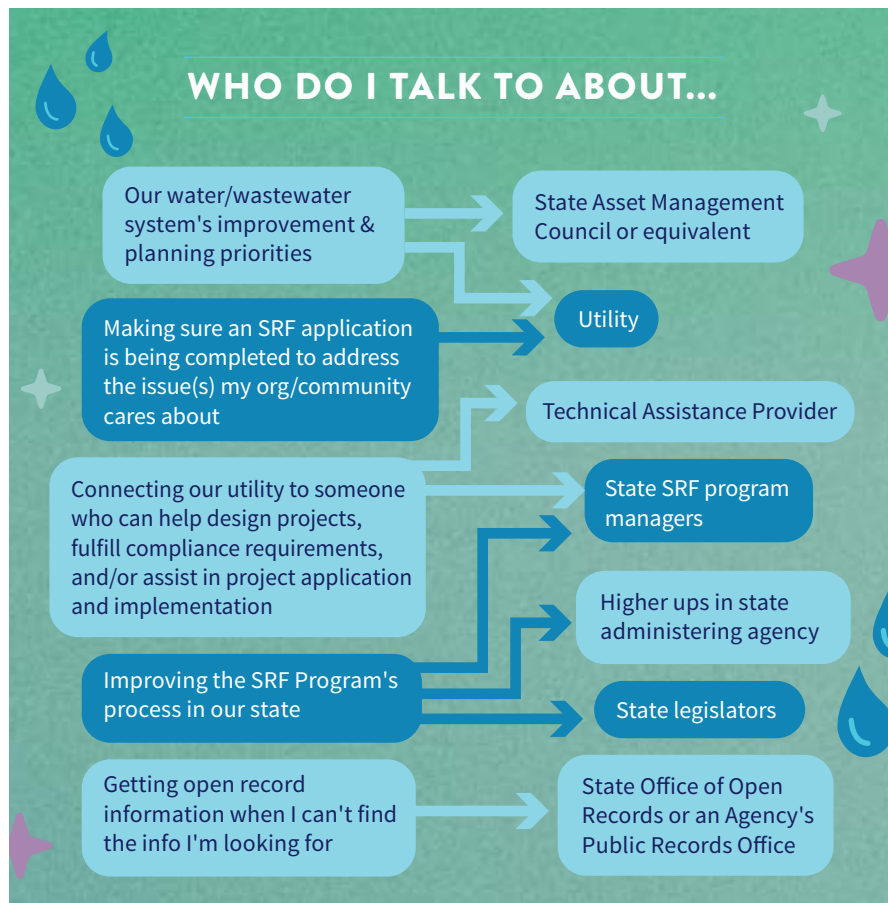 WHO DO I TALK TO ABOUT...
Our water/wastewater
system's improvement &
planning priorities
State Asset Management
Council or equivalent
Utility
Making sure an SRF application
is being completed to address
the issue(s) my org/community
cares about
Technical Assistance Provider
Connecting our utility to someone
who can help design projects,
fulfill compliance requirements,
and/or assist in project application
and implementation
State SRF program
managers
Higher ups in state
administering agency
Improving the SRF Program's
process in our state
State legislators
Getting open record
information when I can't find
the info I'm looking for
State Office of Open
Records or an Agency's
Public Records Office